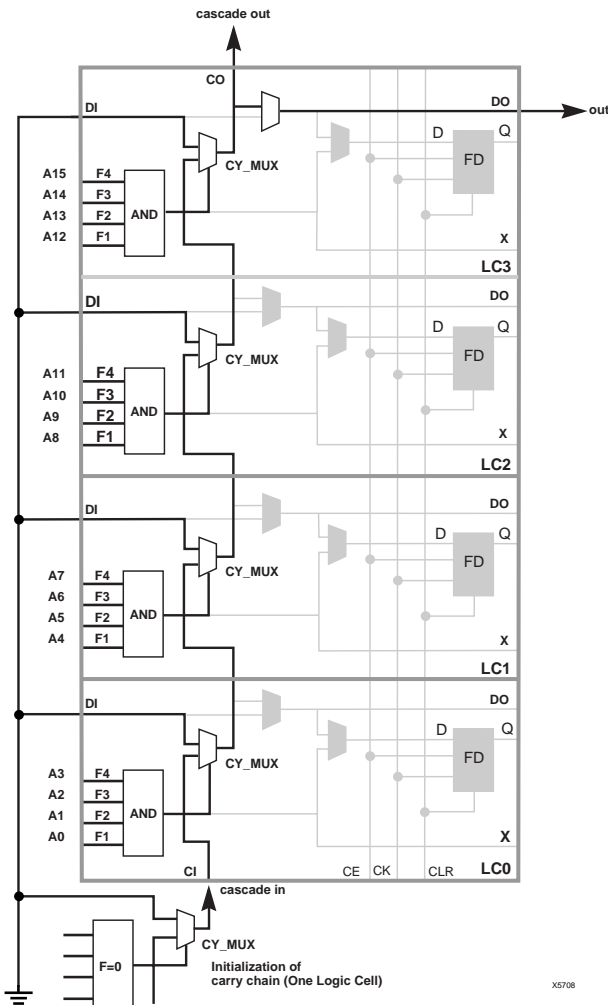 cascade out
CO
DI
DO
out
D
Q
FD
CY_MUX
A15 F4
A14 F3
A13 F2
A12 F1
AND
X
LC3
DI
DO
D
Q
FD
CY_MUX
A11 F4
A10 F3
A9 F2
A8 F1
AND
X
LC2
DI
DO
D
Q
FD
CY_MUX
A7 F4
A6 F3
A5 F2
A4 F1
AND
X
LC1
DI
DO
D
Q
FD
CY_MUX
A3 F4
A2 F3
A1 F2
A0 F1
AND
X
CI
CE CK CLR LC0
cascade in
CY_MUX
F=0
Initialization of
carry chain (One Logic Cell)
X5708